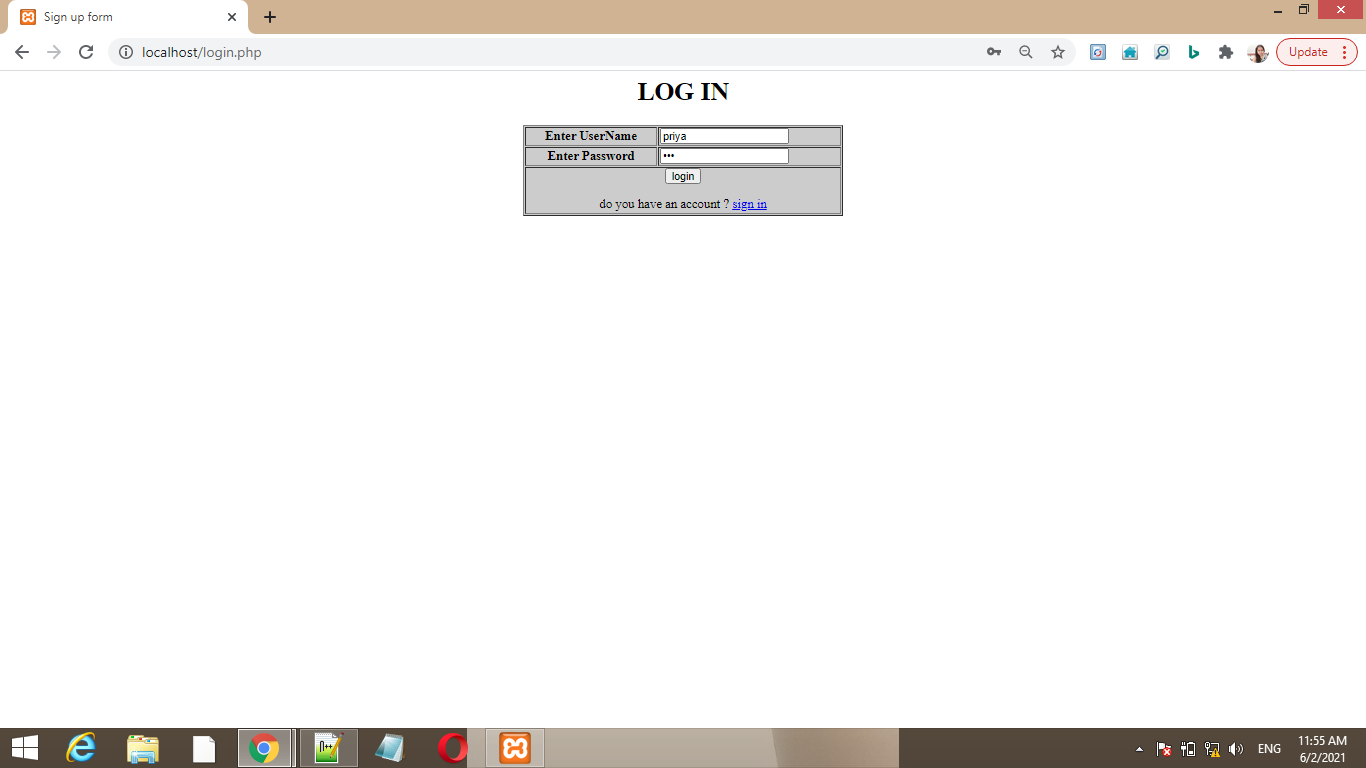 Sign up form
localhost/login.php
Update
LOG IN
Enter UserName priya
Enter Password •••
login
do you have an account ? sign in
ENG
11:55 AM
6/2/2021